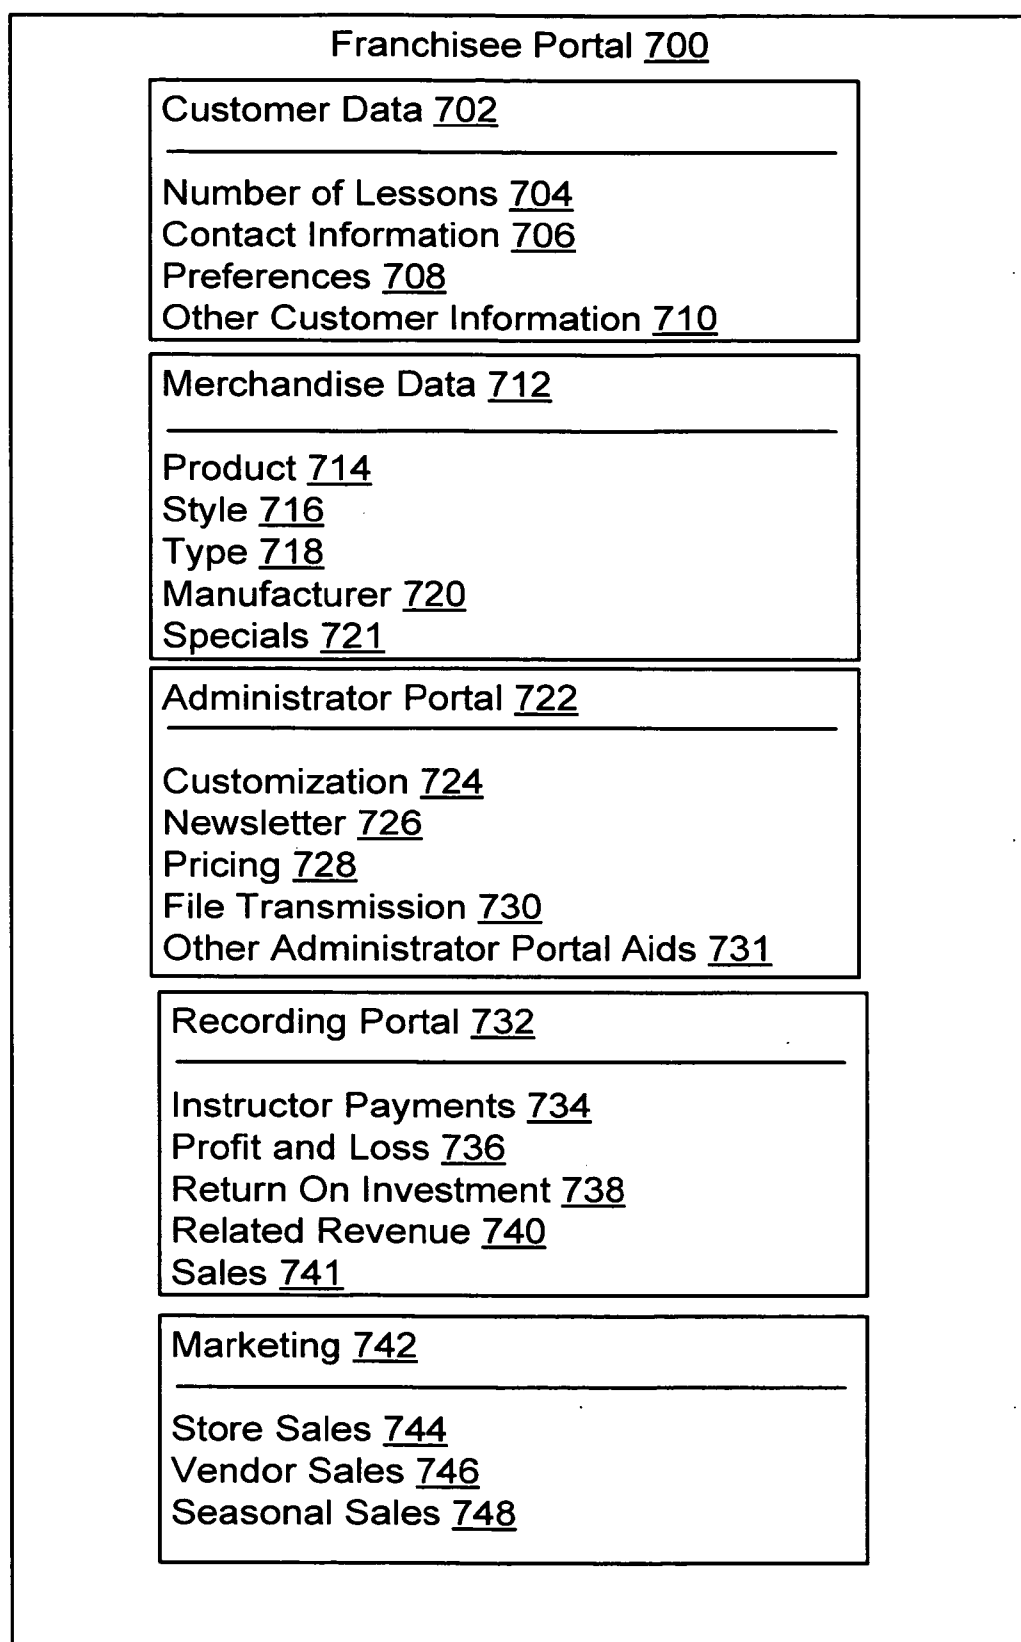 Franchisee Portal 700
Customer Data 702
Number of Lessons 704
Contact Information 706
Preferences 708
Other Customer Information 710
Merchandise Data 712
Product 714
Style 716
Type 718
Manufacturer 720
Specials 721
Administrator Portal 722
Customization 724
Newsletter 726
Pricing 728
File Transmission 730
Other Administrator Portal Aids 731
Recording Portal 732
Instructor Payments 734
Profit and Loss 736
Return On Investment 738
Related Revenue 740
Sales 741
Marketing 742
Store Sales 744
Vendor Sales 746
Seasonal Sales 748